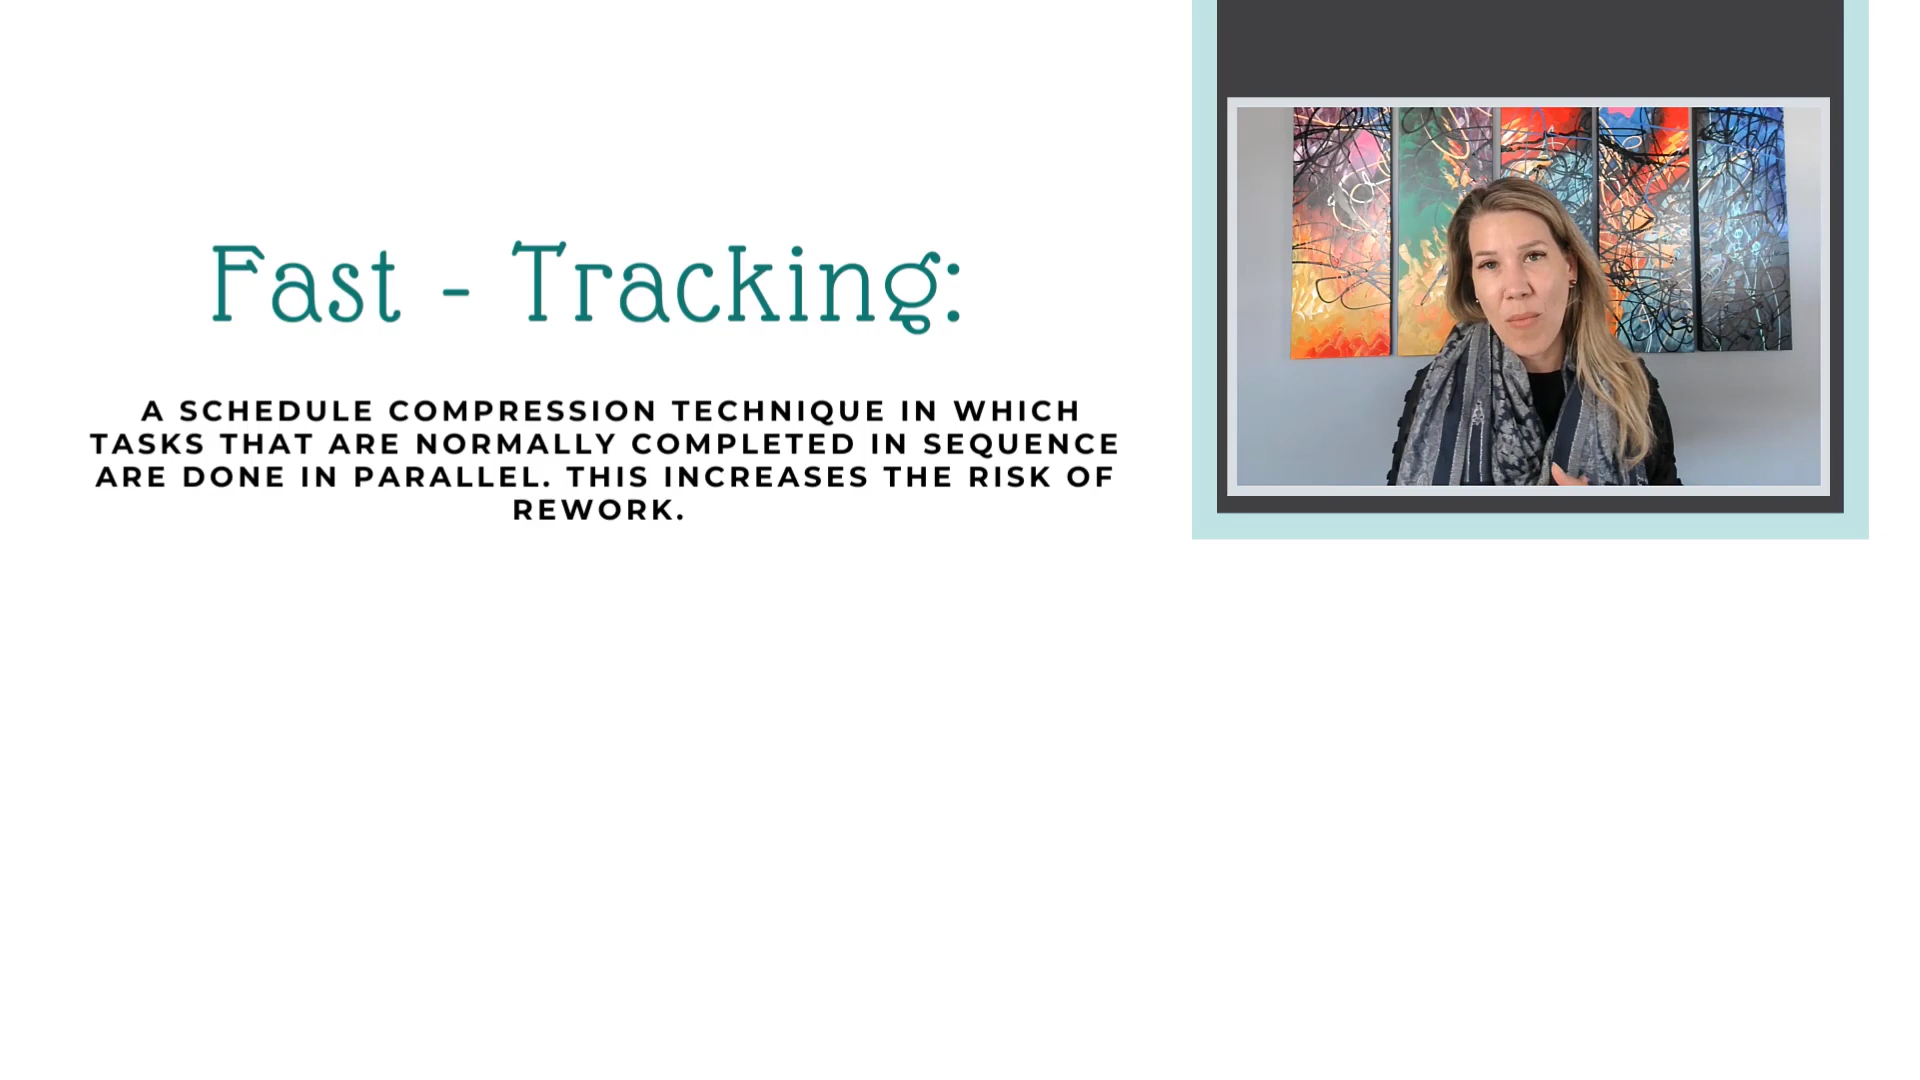 Fast - Tracking:
A SCHEDULE COMPRESSION TECHNIQUE IN WHICH
TASKS THAT ARE NORMALLY COMPLETED IN SEQUENCE
ARE DONE IN PARALLEL. THIS INCREASES THE RISK OF
REWORK.